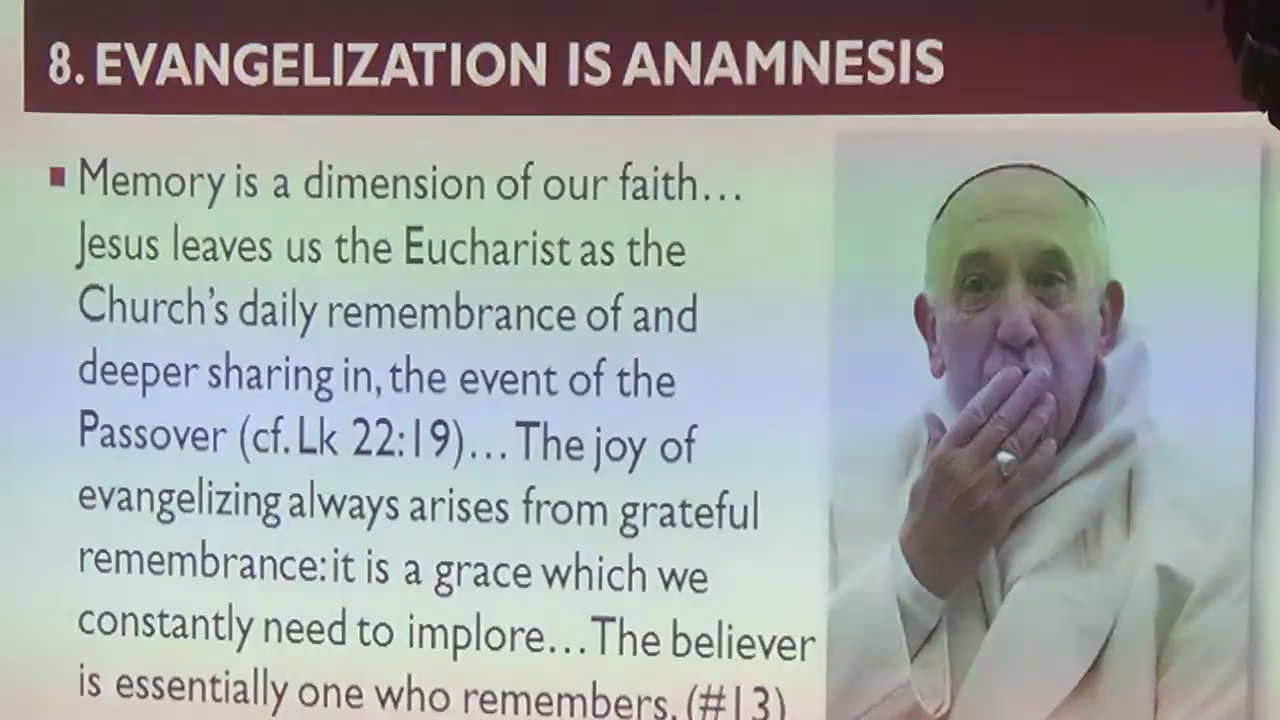 8. EVANGELIZATION IS ANAMNESIS
Memory is a dimension of our faith…
Jesus leaves us the Eucharist as the
Church’s daily remembrance of and
deeper sharing in, the event of the
Passover (cf. Lk 22:19)… The joy of
evangelizing always arises from grateful
remembrance: it is a grace which we
constantly need to implore… The believer
is essentially one who remembers. (#13)